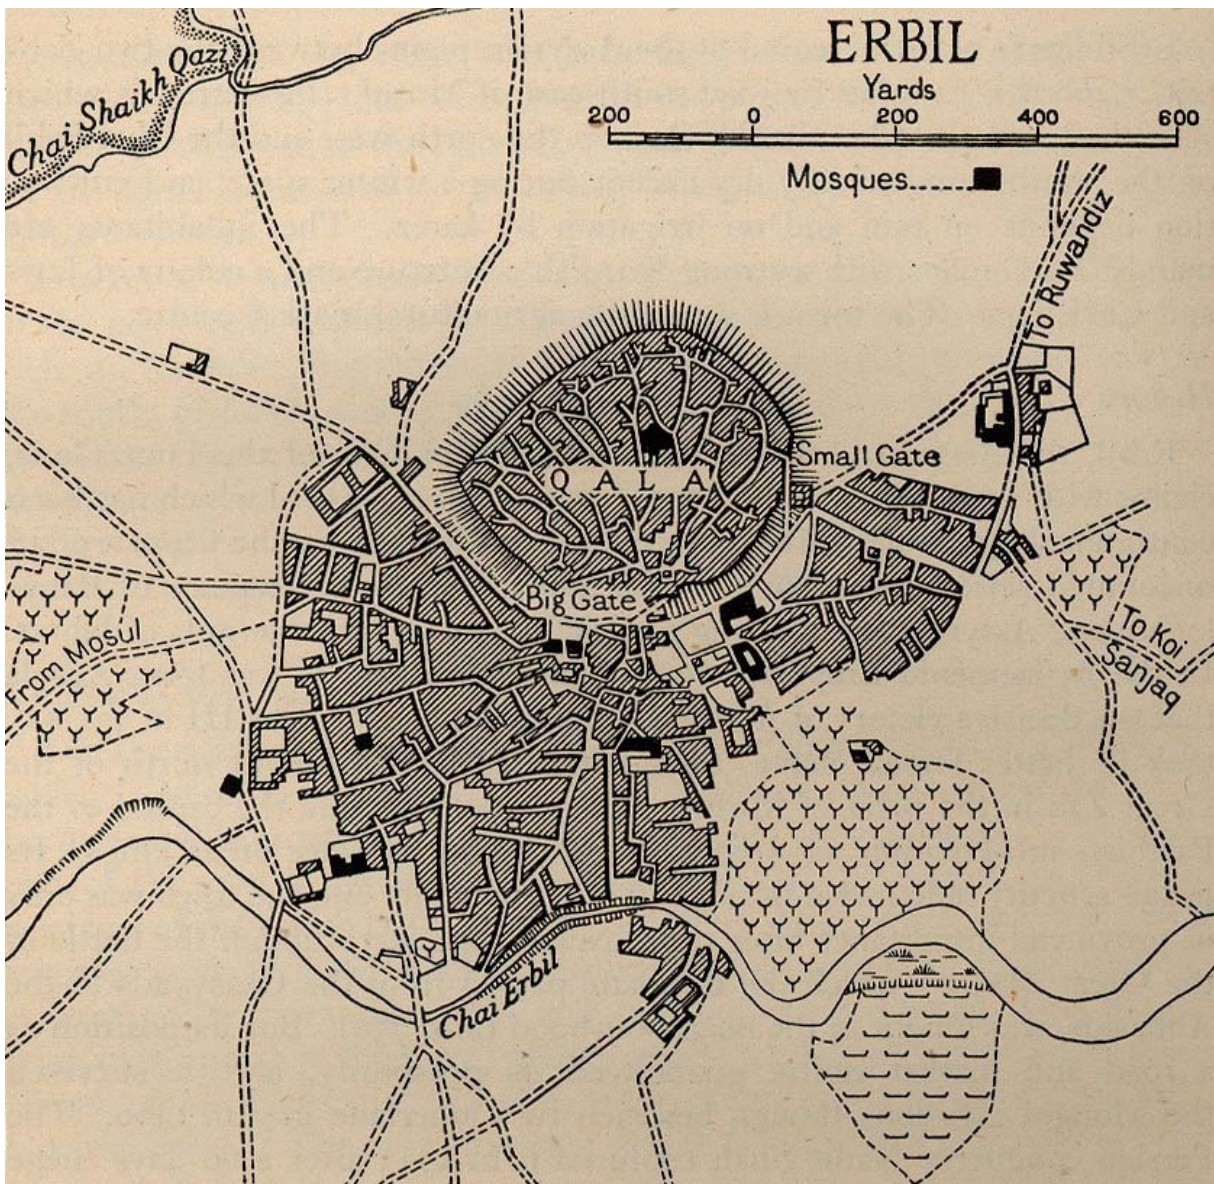 ERBIL
Yards
200 0 200 400 600
Mosques
Chai Shaikh Qazi
To Ruwandiz
Small Gate
QALA
Big Gate
From Mosul
To Koi
Sanjaq
Chai Erbil